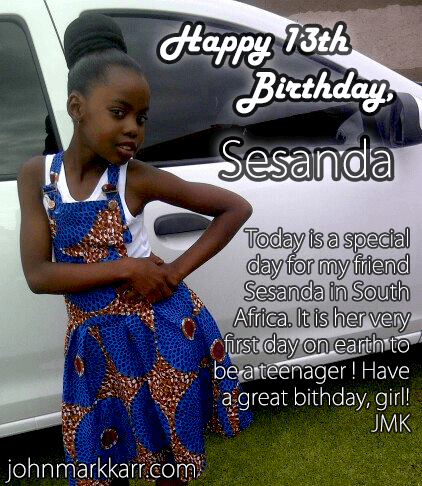 Happy 13th
Birthday,
Sesanda
Today is a special
day for my friend
Sesanda in South
Africa. It is her very
first day on earth to
be a teenager ! Have
a great bithday, girl!
JMK
johnmarkkarr.com